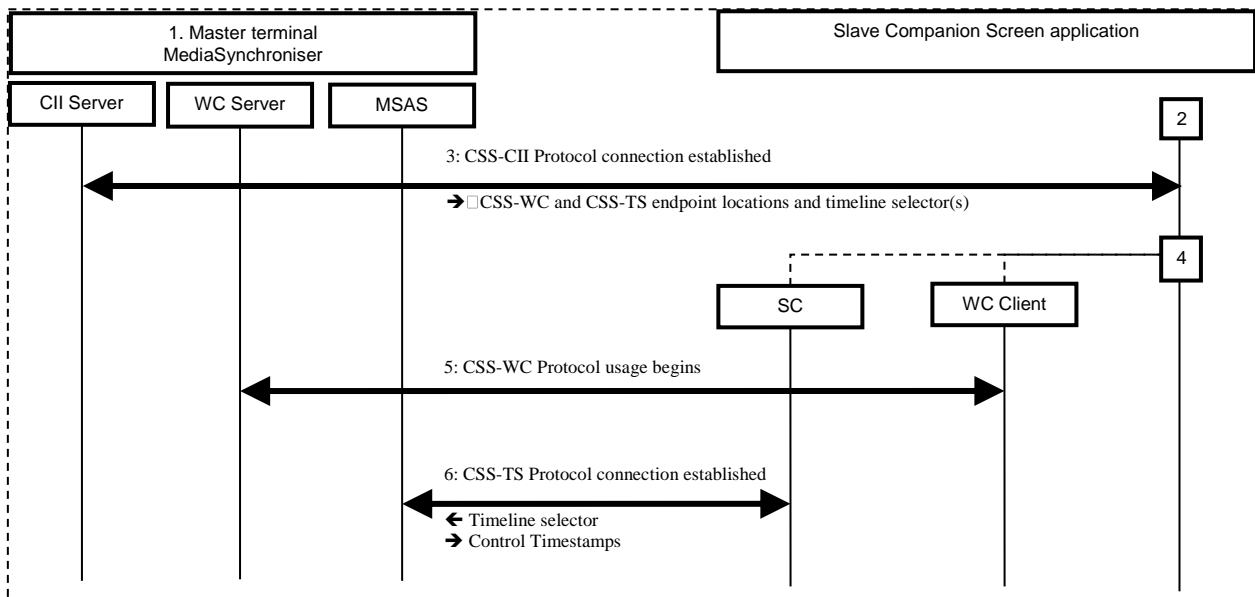 1. Master terminal
MediaSynchroniser
Slave Companion Screen application
CII Server
WC Server
MSAS
2
3: CSS-CII Protocol connection established
➔ □CSS-WC and CSS-TS endpoint locations and timeline selector(s)
4
SC
WC Client
5: CSS-WC Protocol usage begins
6: CSS-TS Protocol connection established
🡸 Timeline selector
➔ Control Timestamps